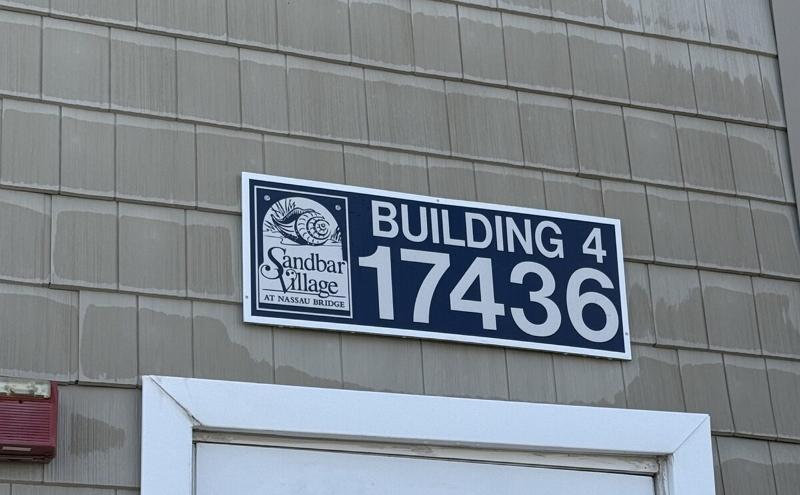 Sandbar
Village
AT NASSAU BRIDGE
BUILDING 4
17436